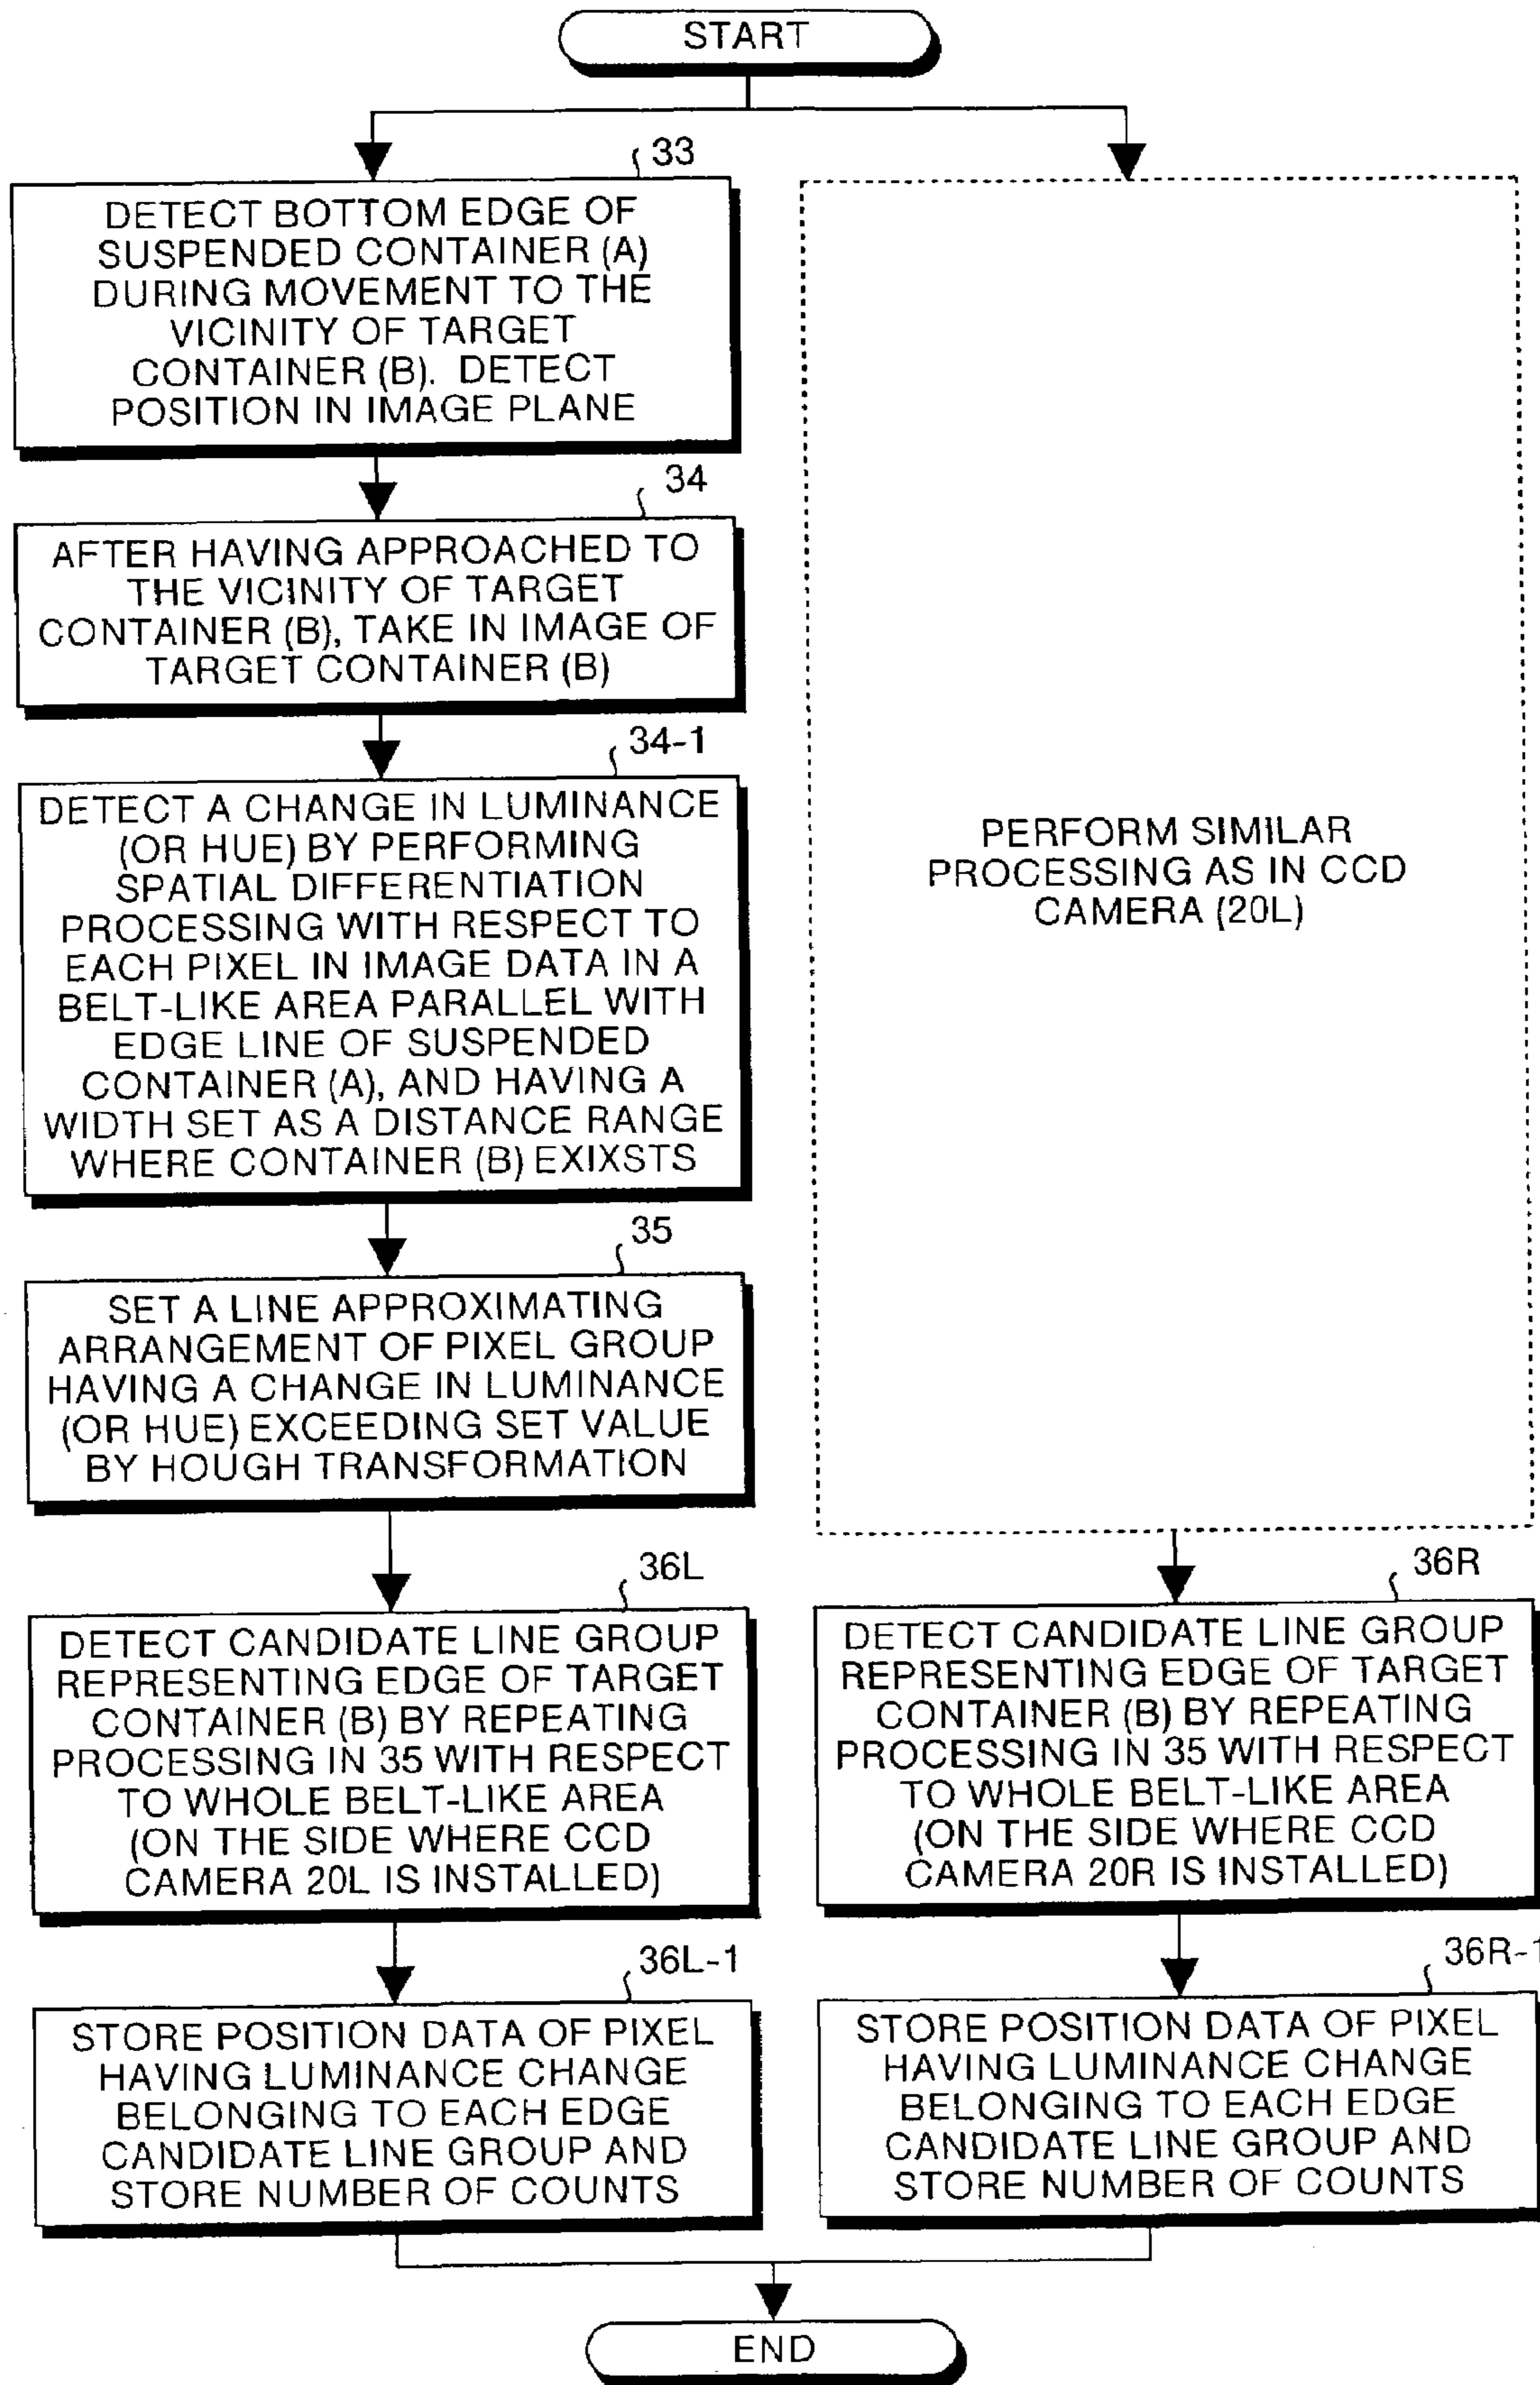 START
33
DETECT BOTTOM EDGE OF
SUSPENDED CONTAINER (A)
DURING MOVEMENT TO THE
VICINITY OF TARGET
CONTAINER (B). DETECT
POSITION IN IMAGE PLANE
34
AFTER HAVING APPROACHED TO
THE VICINITY OF TARGET
CONTAINER (B), TAKE IN IMAGE OF
TARGET CONTAINER (B)
34-1
DETECT A CHANGE IN LUMINANCE
(OR HUE) BY PERFORMING
SPATIAL DIFFERENTIATION
PROCESSING WITH RESPECT TO
EACH PIXEL IN IMAGE DATA IN A
BELT-LIKE AREA PARALLEL WITH
EDGE LINE OF SUSPENDED
CONTAINER (A), AND HAVING A
WIDTH SET AS A DISTANCE RANGE
WHERE CONTAINER (B) EXIXSTS
35
SET A LINE APPROXIMATING
ARRANGEMENT OF PIXEL GROUP
HAVING A CHANGE IN LUMINANCE
(OR HUE) EXCEEDING SET VALUE
BY HOUGH TRANSFORMATION
36L
DETECT CANDIDATE LINE GROUP
REPRESENTING EDGE OF TARGET
CONTAINER (B) BY REPEATING
PROCESSING IN 35 WITH RESPECT
TO WHOLE BELT-LIKE AREA
(ON THE SIDE WHERE CCD
CAMERA 20L IS INSTALLED)
36L-1
STORE POSITION DATA OF PIXEL
HAVING LUMINANCE CHANGE
BELONGING TO EACH EDGE
CANDIDATE LINE GROUP AND
STORE NUMBER OF COUNTS
PERFORM SIMILAR
PROCESSING AS IN CCD
CAMERA (20L)
36R
DETECT CANDIDATE LINE GROUP
REPRESENTING EDGE OF TARGET
CONTAINER (B) BY REPEATING
PROCESSING IN 35 WITH RESPECT
TO WHOLE BELT-LIKE AREA
(ON THE SIDE WHERE CCD
CAMERA 20R IS INSTALLED)
36R-1
STORE POSITION DATA OF PIXEL
HAVING LUMINANCE CHANGE
BELONGING TO EACH EDGE
CANDIDATE LINE GROUP AND
STORE NUMBER OF COUNTS
END